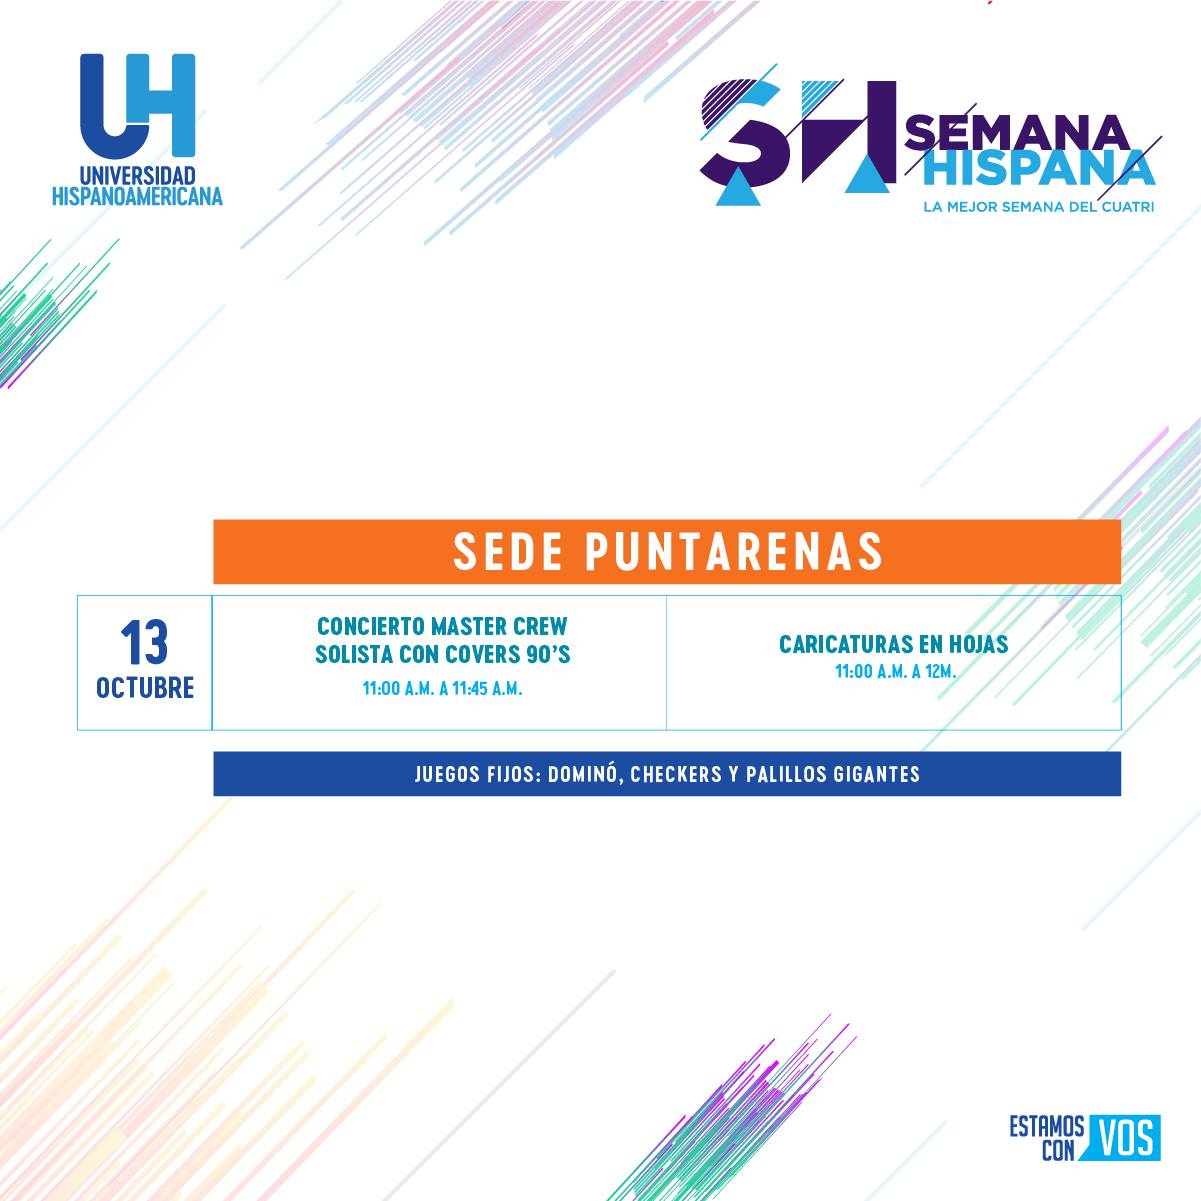 UH
UNIVERSIDAD
HISPANOAMERICANA
SH
SEMANA
HISPANA
LA MEJOR SEMANA DEL CUATRI
SEDE PUNTARENAS
13
OCTUBRE
CONCIERTO MASTER CREW
SOLISTA CON COVERS 90'S
11:00 A.M. A 11:45 A.M.
CARICATURAS EN HOJAS
11:00 A.M. A 12M.
JUEGOS FIJOS: DOMINÓ, CHECKERS Y PALILLOS GIGANTES
ESTAMOS
CON VOS